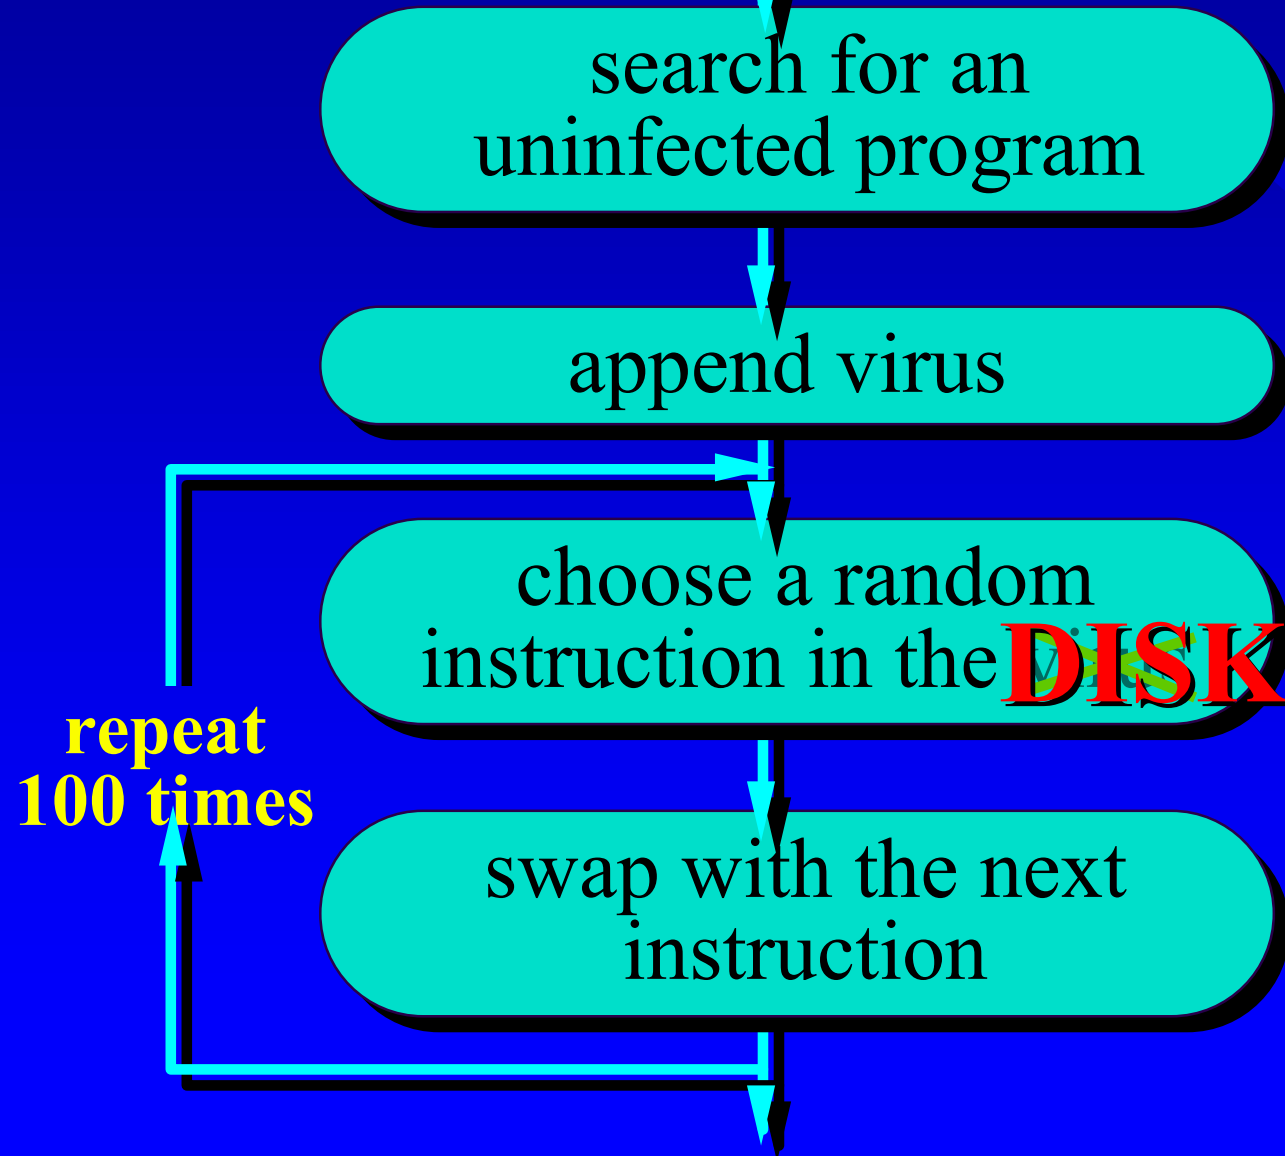 search for an
uninfected program
append virus
choose a random
instruction in the virus DISK
repeat
100 times
swap with the next
instruction